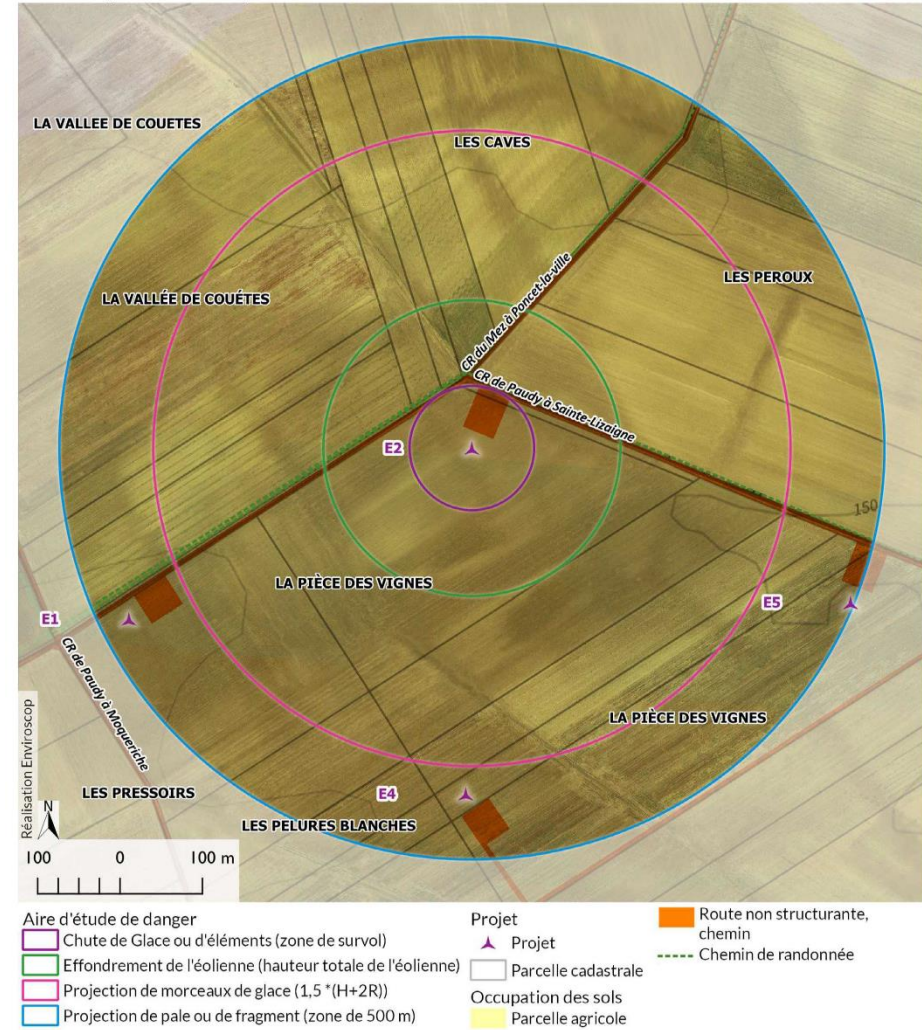 LA VALLEE DE COUETES
LES CAVES
LES PEROUX
LA VALLÉE DE COUÉTES
CR du Mez à Poncet-la-ville
CR de Paudy à Sainte-Lizaigne
E2
150
LA PIÈCE DES VIGNES
E5
E1
CR de Paudy à Moqueriche
LA PIÈCE DES VIGNES
LES PRESSOIRS
E4
LES PELURES BLANCHES
Réalisation Enviroscop
N
100 0 100 m
Aire d'étude de danger
Chute de Glace ou d'éléments (zone de survol)
Effondrement de l'éolienne (hauteur totale de l'éolienne)
Projection de morceaux de glace (1,5 *(H+2R))
Projection de pale ou de fragment (zone de 500 m)
Projet
Projet
Parcelle cadastrale
Occupation des sols
Parcelle agricole
Route non structurante,
chemin
Chemin de randonnée